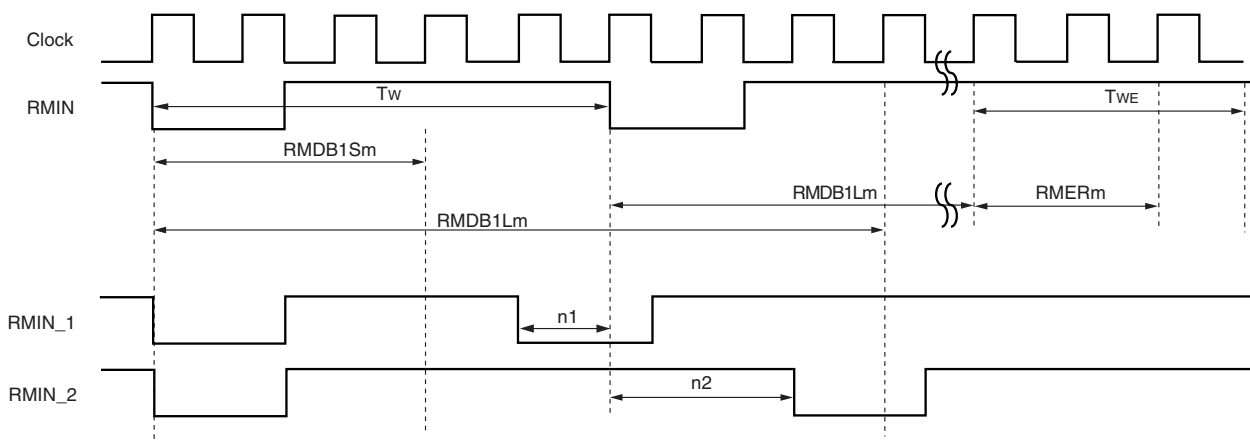 Clock
RMIN
Tw
TWE
RMDB1Sm
RMDB1Lm
RMERm
RMDB1Lm
RMIN_1
n1
RMIN_2
n2